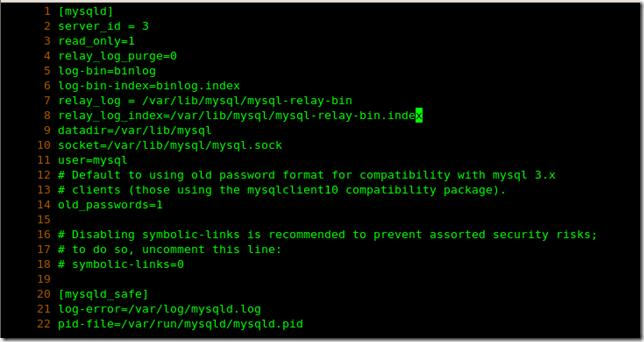 1 [mysqld]
2 server_id = 3
3 read_only=1
4 relay_log_purge=0
5 log-bin=binlog
6 log-bin-index=binlog.index
7 relay_log = /var/lib/mysql/mysql-relay-bin
8 relay_log_index=/var/lib/mysql/mysql-relay-bin.index
9 datadir=/var/lib/mysql
10 socket=/var/lib/mysql/mysql.sock
11 user=mysql
12 # Default to using old password format for compatibility with mysql 3.x
13 # clients (those using the mysqlclient10 compatibility package).
14 old_passwords=1
15
16 # Disabling symbolic-links is recommended to prevent assorted security risks;
17 # to do so, uncomment this line:
18 # symbolic-links=0
19
20 [mysqld_safe]
21 log-error=/var/log/mysqld.log
22 pid-file=/var/run/mysqld/mysqld.pid